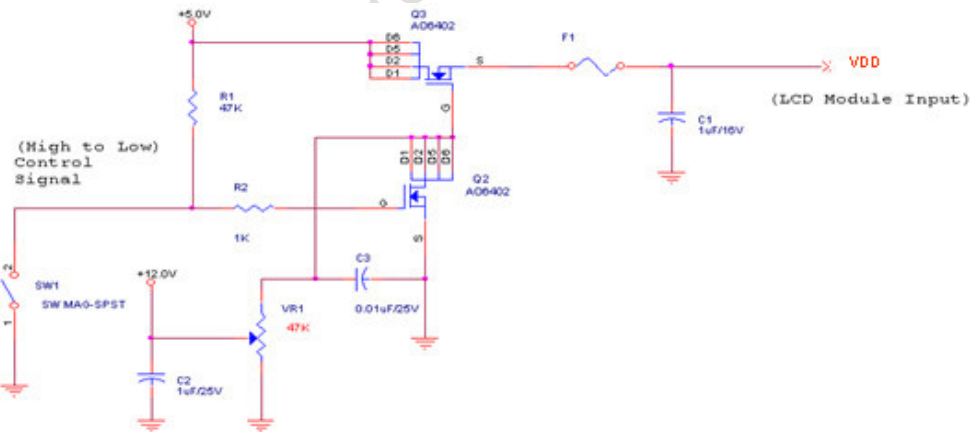 +5.0V
Q3
AO6402
D6
D5
D2
D1
S
G
F1
VDD
(LCD Module Input)
C1
1uF/16V
R1
47K
(High to Low)
Control
Signal
D1
D2
D5
D6
Q2
AO6402
R2
1K
G
S
2
1
SW1
SW MAG-SPST
+12.0V
C3
0.01uF/25V
VR1
47K
C2
1uF/25V